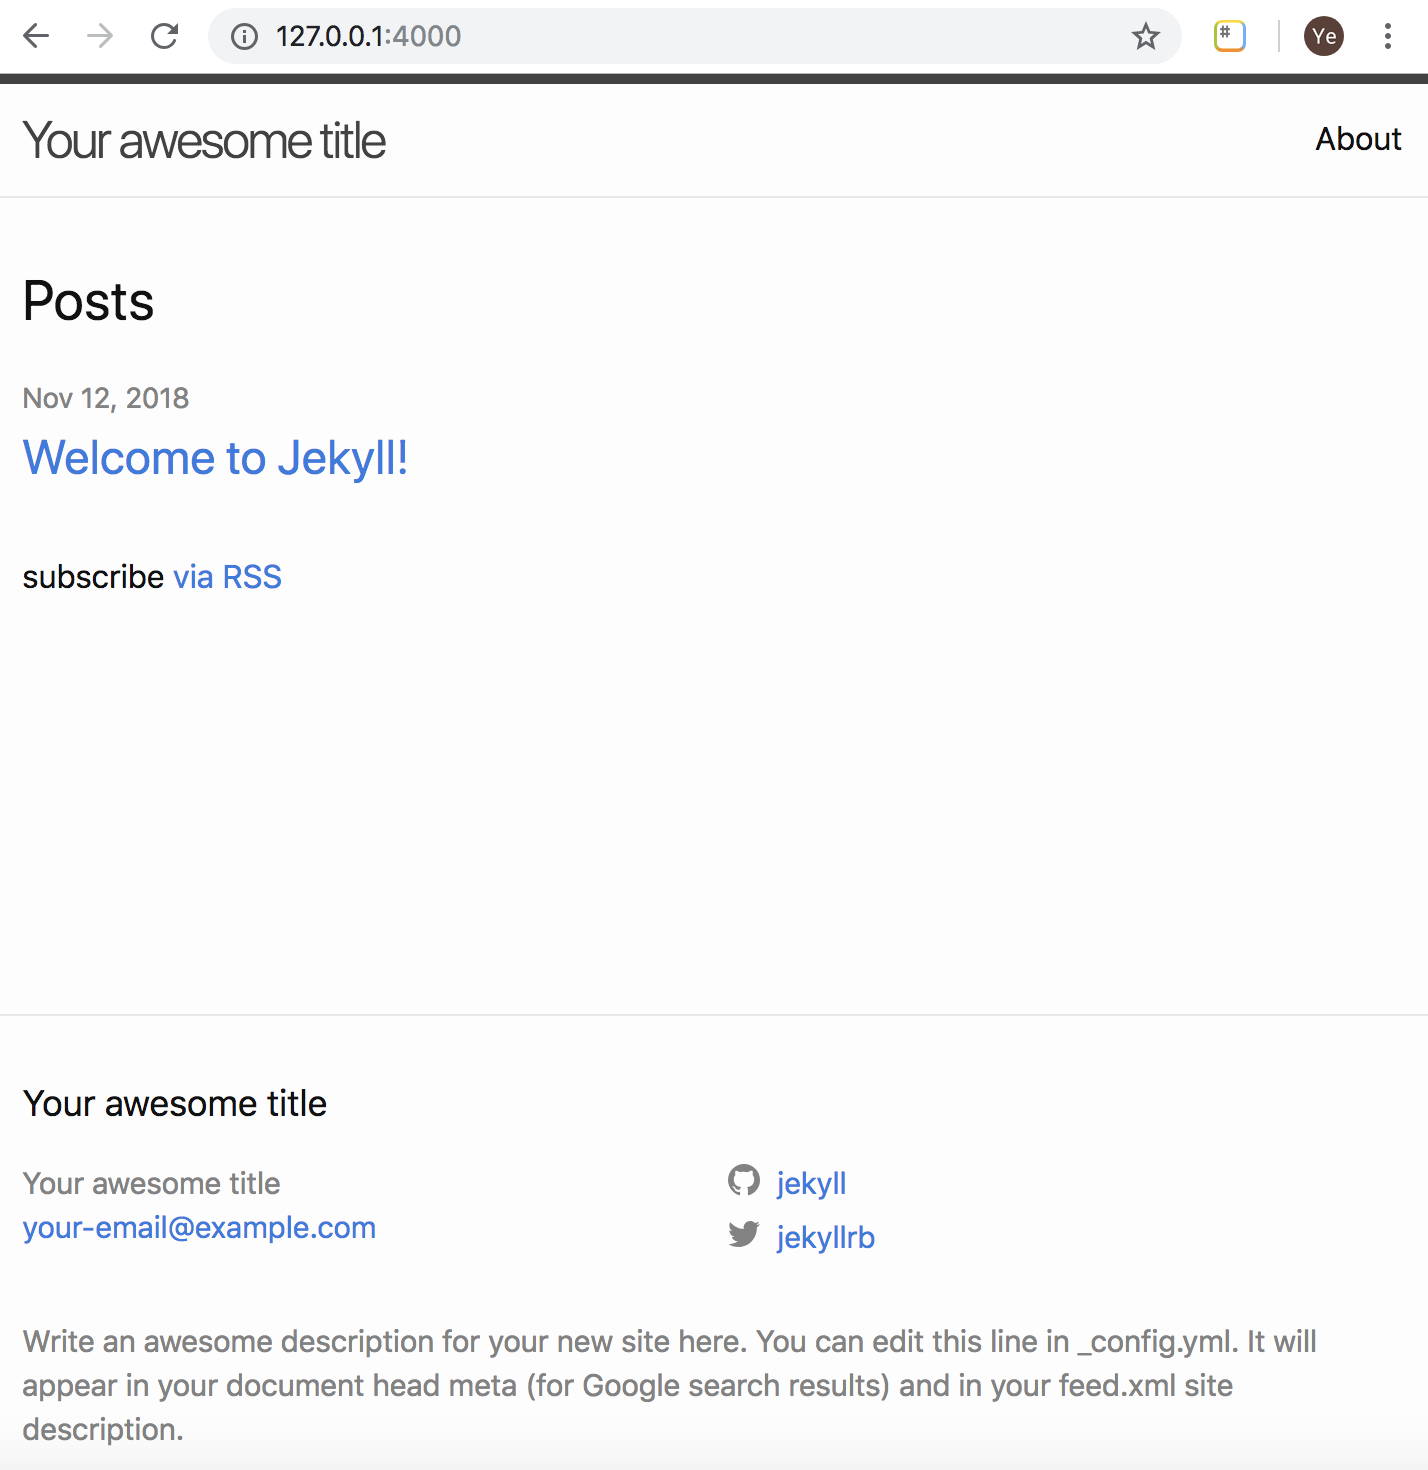 127.0.0.1:4000
#
Ye
Your awesome title
About
Posts
Nov 12, 2018
Welcome to Jekyll!
subscribe via RSS
Your awesome title
Your awesome title
your-email@example.com
jekyll
jekyllrb
Write an awesome description for your new site here. You can edit this line in _config.yml. It will
appear in your document head meta (for Google search results) and in your feed.xml site
description.